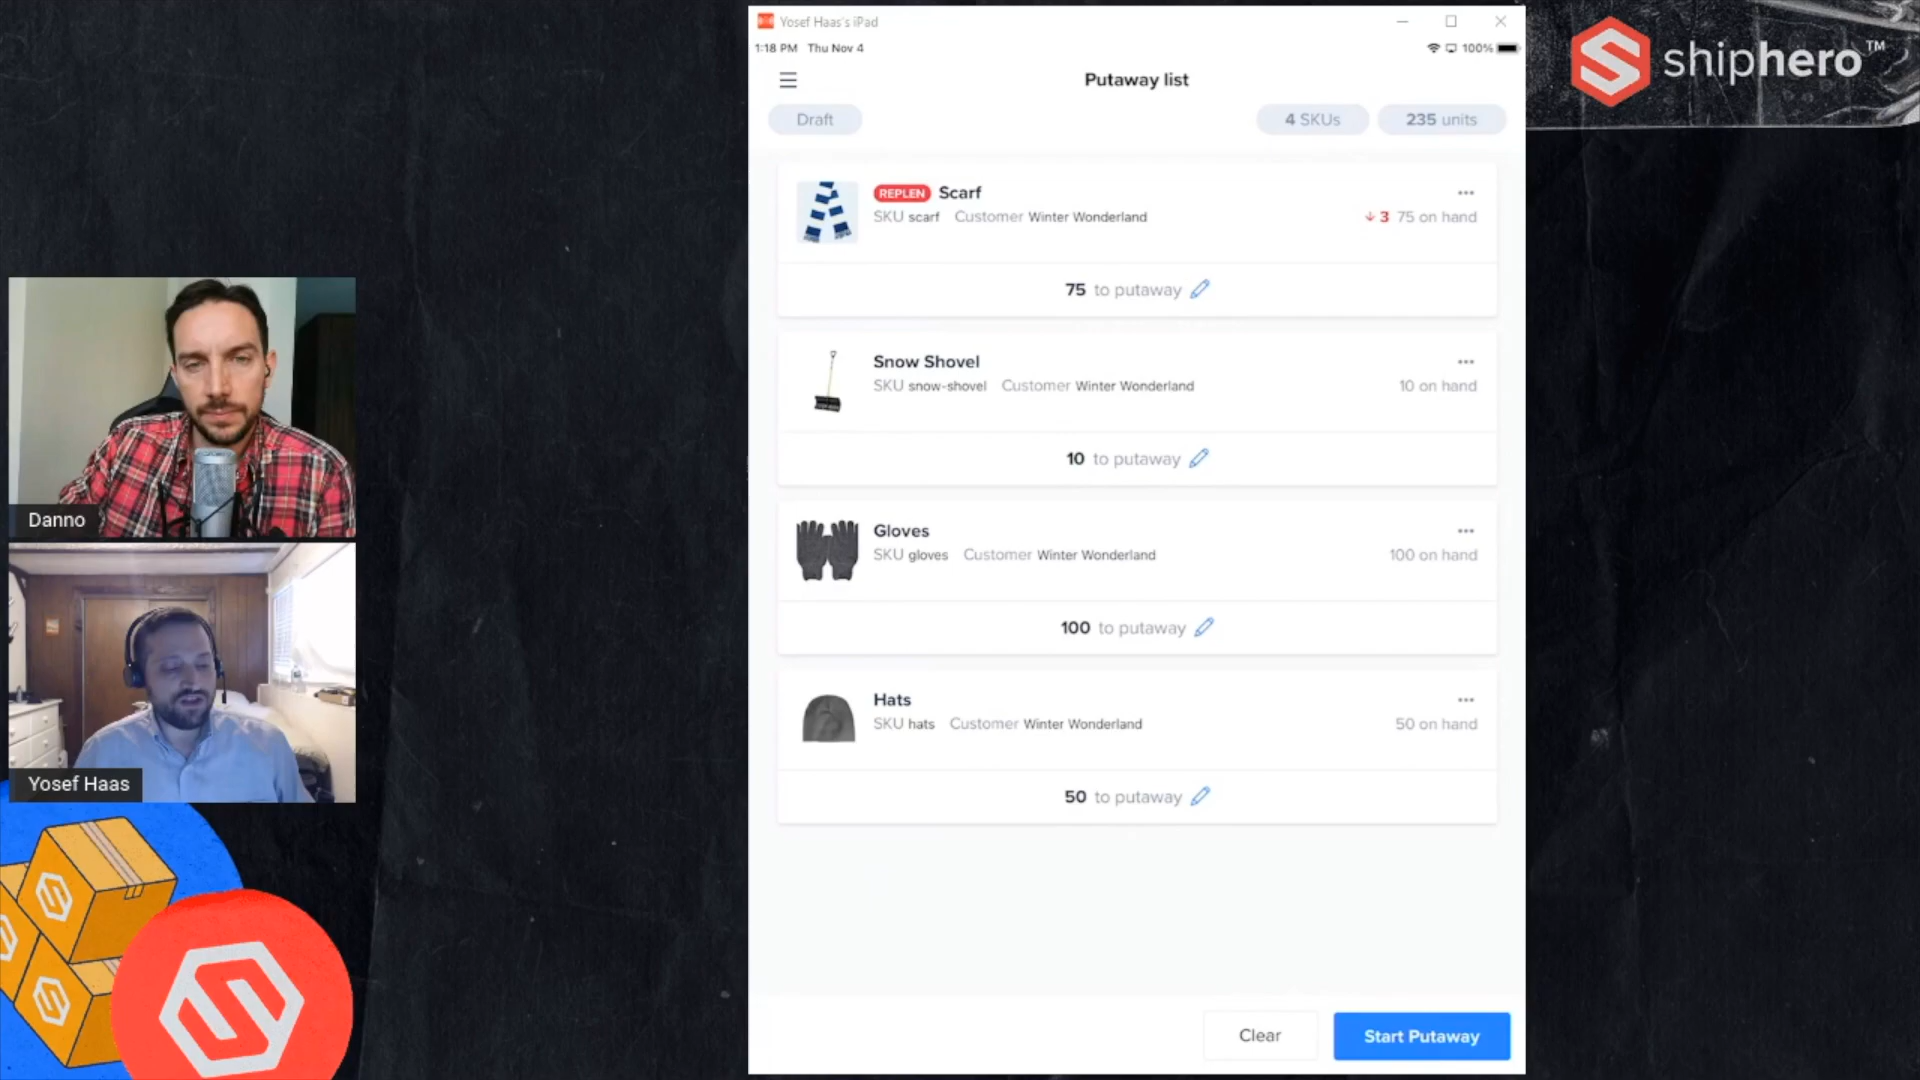 Yosef Haas's iPad
1:18 PM Thu Nov 4
100%
Putaway list
Draft
4 SKUs
235 units
REPLEN Scarf
SKU scarf Customer Winter Wonderland
3 75 on hand
75 to putaway
Snow Shovel
SKU snow-shovel Customer Winter Wonderland
10 on hand
10 to putaway
Gloves
SKU gloves Customer Winter Wonderland
100 on hand
100 to putaway
Hats
SKU hats Customer Winter Wonderland
50 on hand
50 to putaway
Clear
Start Putaway
shiphero™
Danno
Yosef Haas